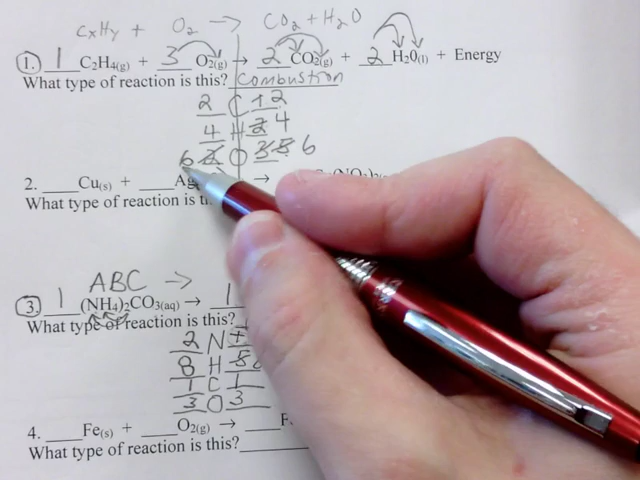 CxHy + O2 → CO2 + H2O
1. 1 C2H4(g) + 3 O2(g) → 2 CO2(g) + 2 H2O(l) + Energy
What type of reaction is this? Combustion
2 C 1 2
4 H 2 4
6 2 O 3 5 6
2. ____Cu(s) + ____Ag
What type of reaction is
ABC →
3. 1 (NH4)2CO3(aq) → 1
What type of reaction is this?
2 N
8 H
1 C 1
3 O 3
4. ____Fe(s) + ____O2(g) → ____F
What type of reaction is this?